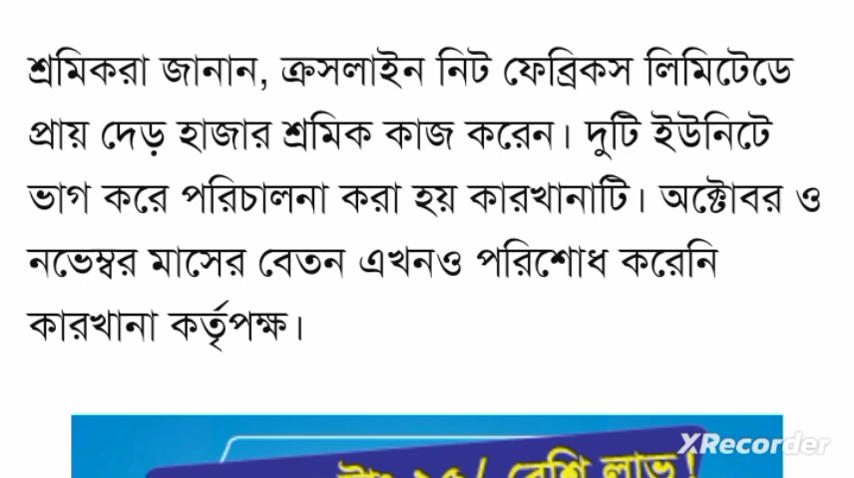 শ্রমিকরা জানান, ক্রসলাইন নিট ফেব্রিকস লিমিটেডে
প্রায় দেড় হাজার শ্রমিক কাজ করেন। দুটি ইউনিটে
ভাগ করে পরিচালনা করা হয় কারখানাটি। অক্টোবর ও
নভেম্বর মাসের বেতন এখনও পরিশোধ করেনি
কারখানা কর্তৃপক্ষ।
XRecorder
বেশি লাভ!